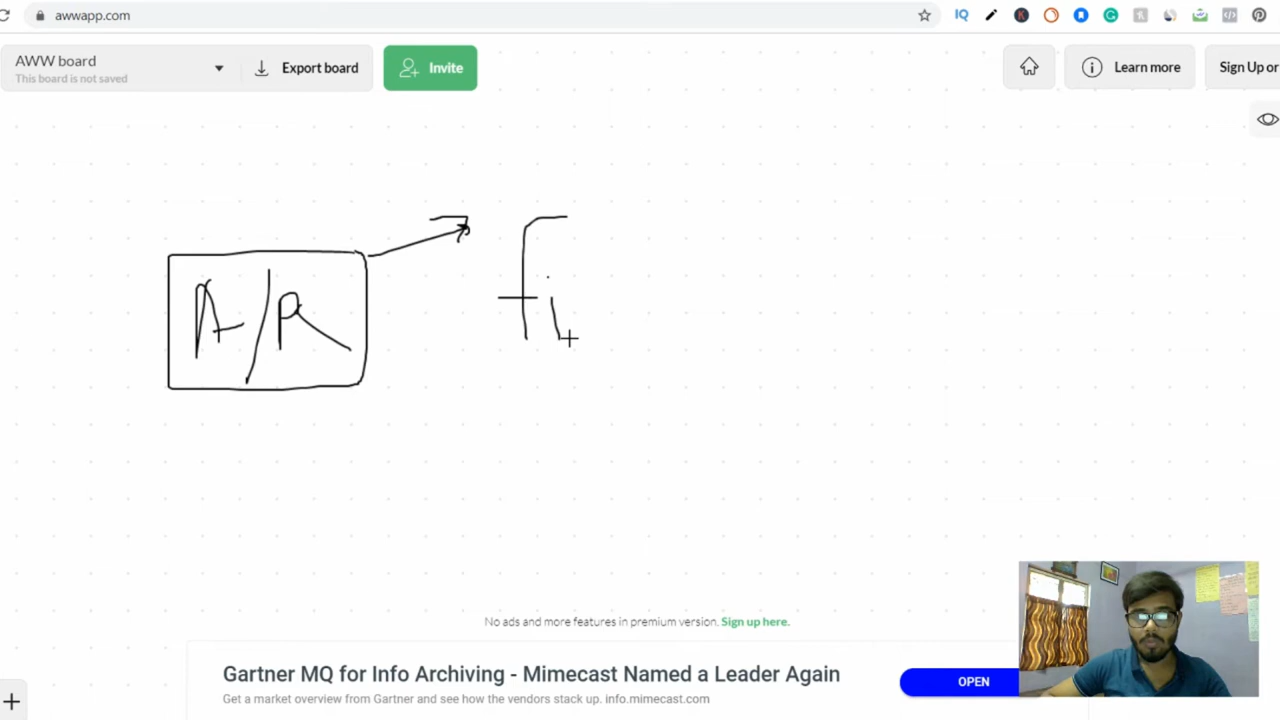 awwapp.com
AWW board
This board is not saved
Export board
Invite
Learn more
Sign Up or
A/R
fi
No ads and more features in premium version. Sign up here.
Gartner MQ for Info Archiving - Mimecast Named a Leader Again
Get a market overview from Gartner and see how the vendors stack up. info.mimecast.com
OPEN